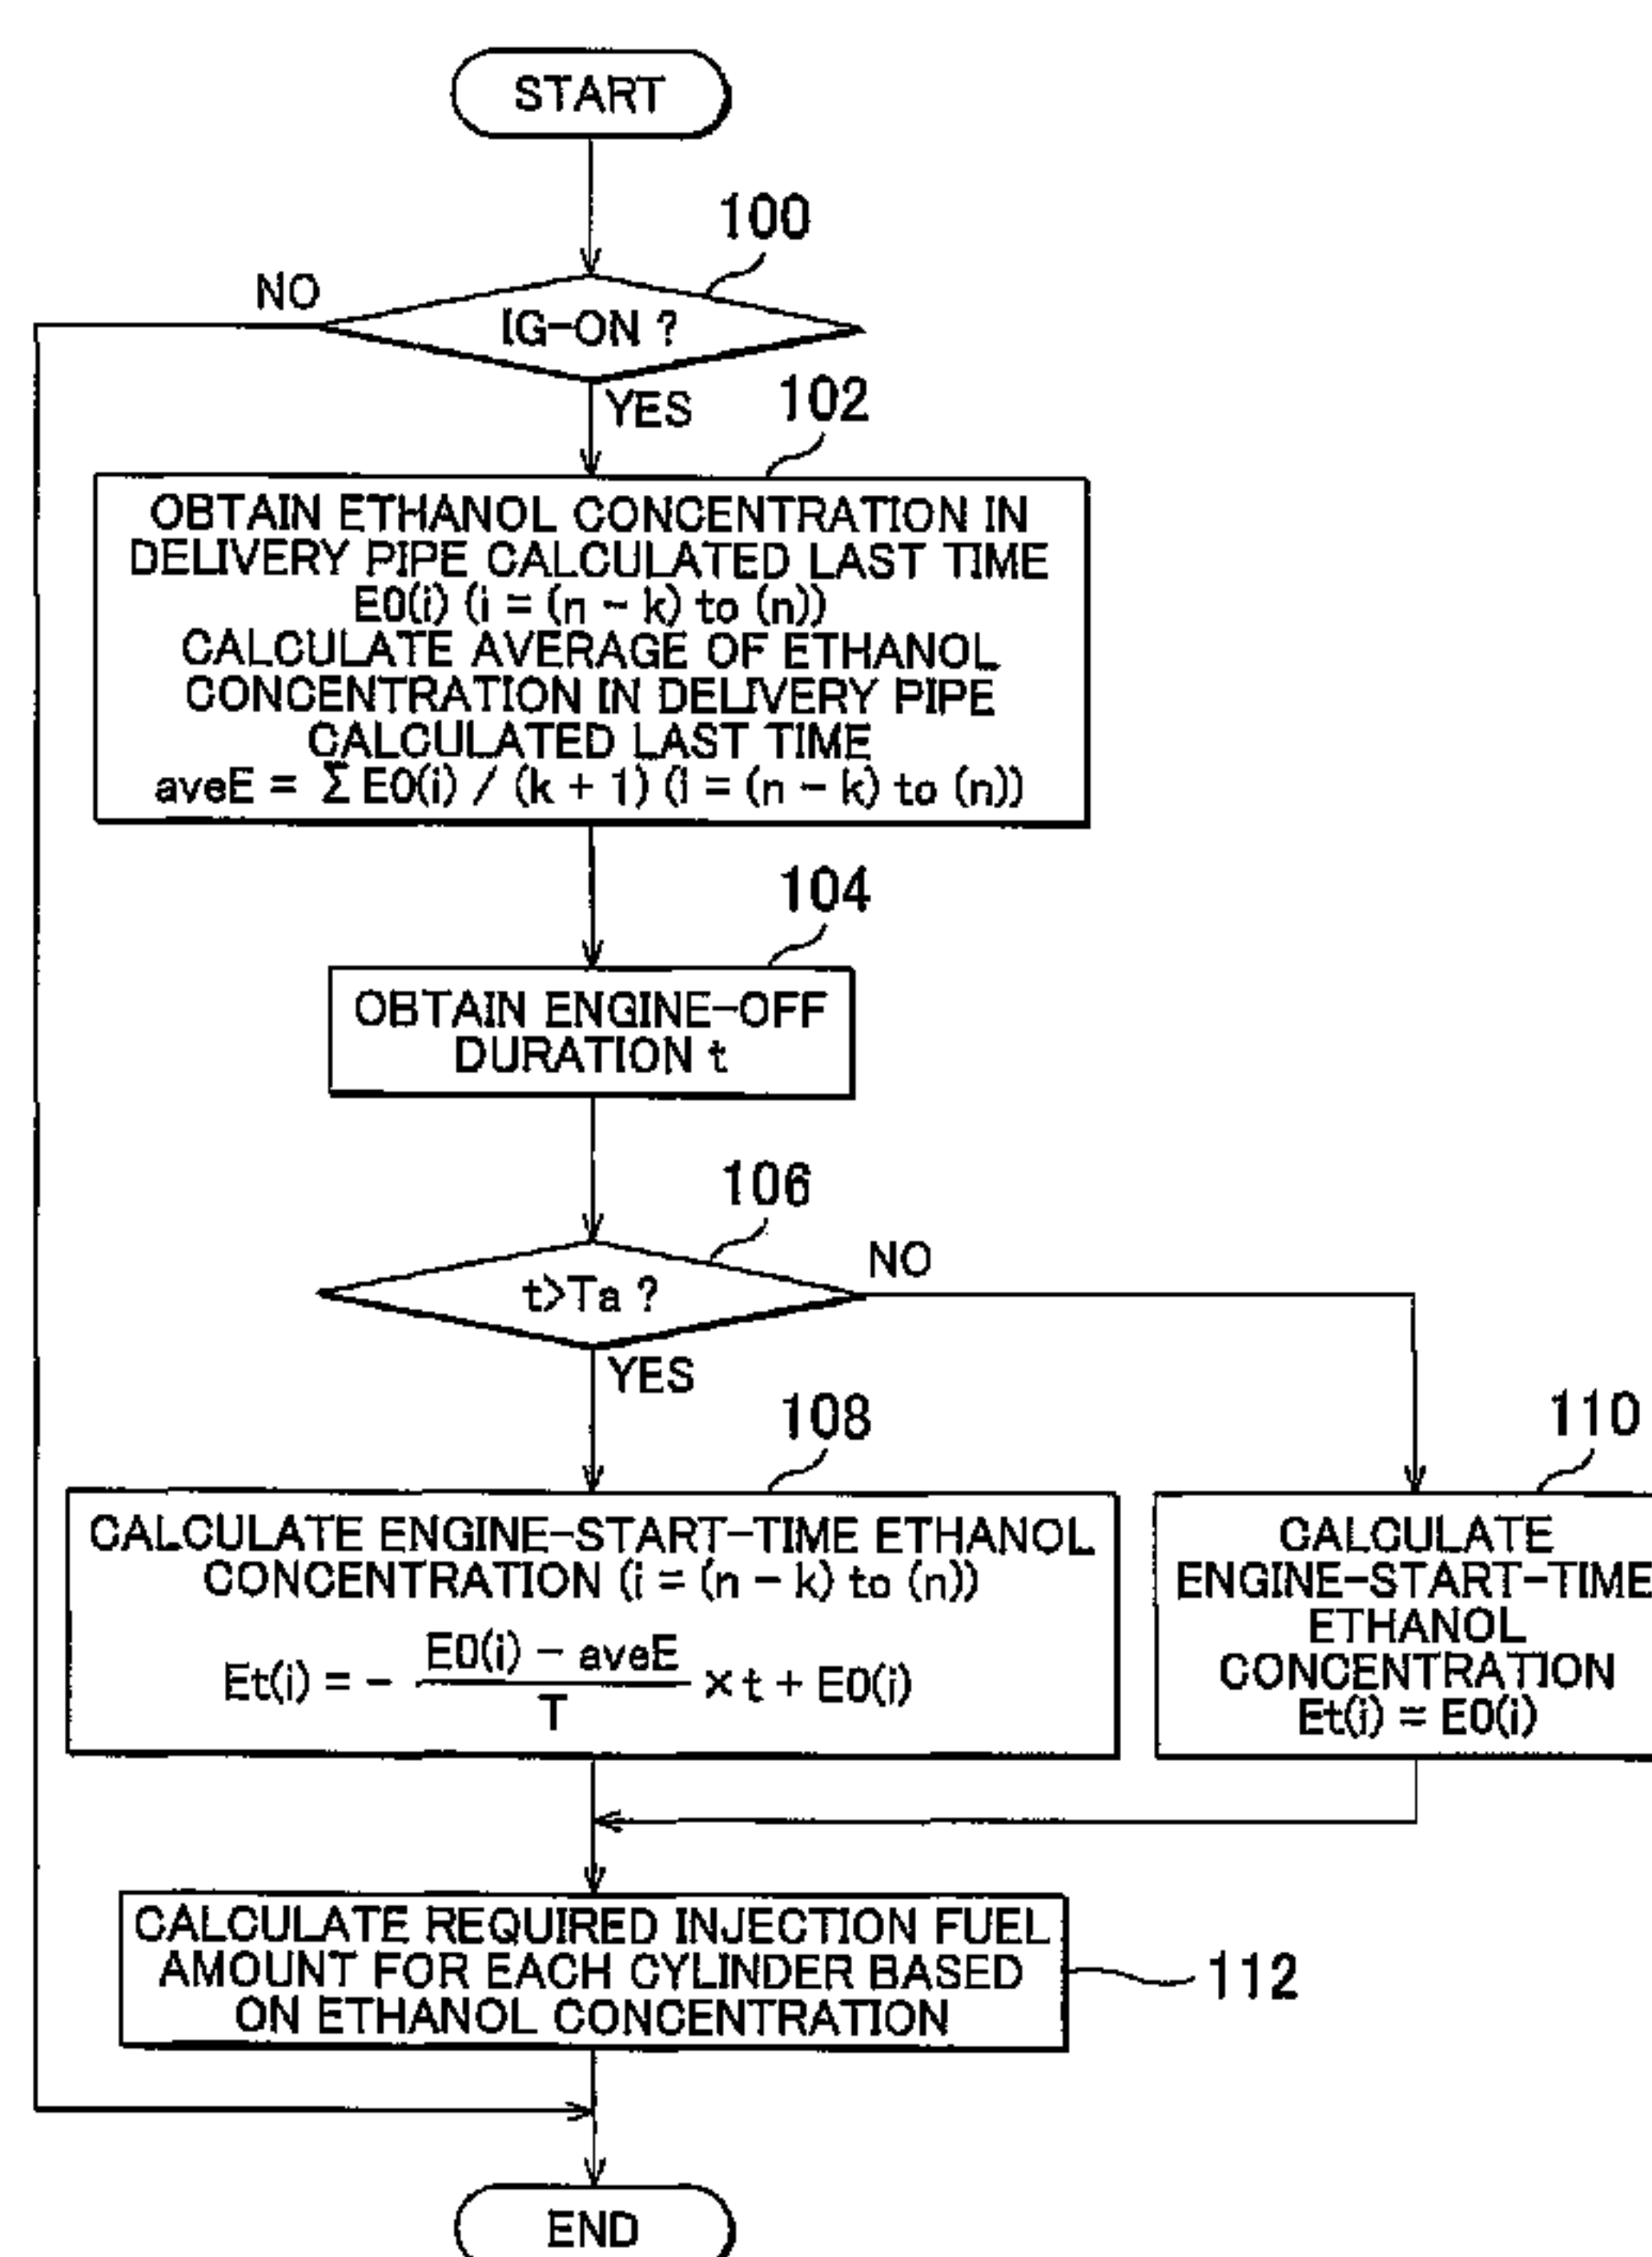 START
100
NO
IG-ON ?
YES
102
OBTAIN ETHANOL CONCENTRATION IN
DELIVERY PIPE CALCULATED LAST TIME
E0(i) (i = (n - k) to (n))
CALCULATE AVERAGE OF ETHANOL
CONCENTRATION IN DELIVERY PIPE
CALCULATED LAST TIME
aveE = Σ E0(i) / (k + 1) (i = (n - k) to (n))
104
OBTAIN ENGINE-OFF
DURATION t
106
NO
t>Ta ?
YES
108
CALCULATE ENGINE-START-TIME ETHANOL
CONCENTRATION (i = (n - k) to (n))
E0(i) - aveE
Et(i) = - × t + E0(i)
T
110
CALCULATE
ENGINE-START-TIME
ETHANOL
CONCENTRATION
Et(i) = E0(i)
CALCULATE REQUIRED INJECTION FUEL
AMOUNT FOR EACH CYLINDER BASED
ON ETHANOL CONCENTRATION
112
END